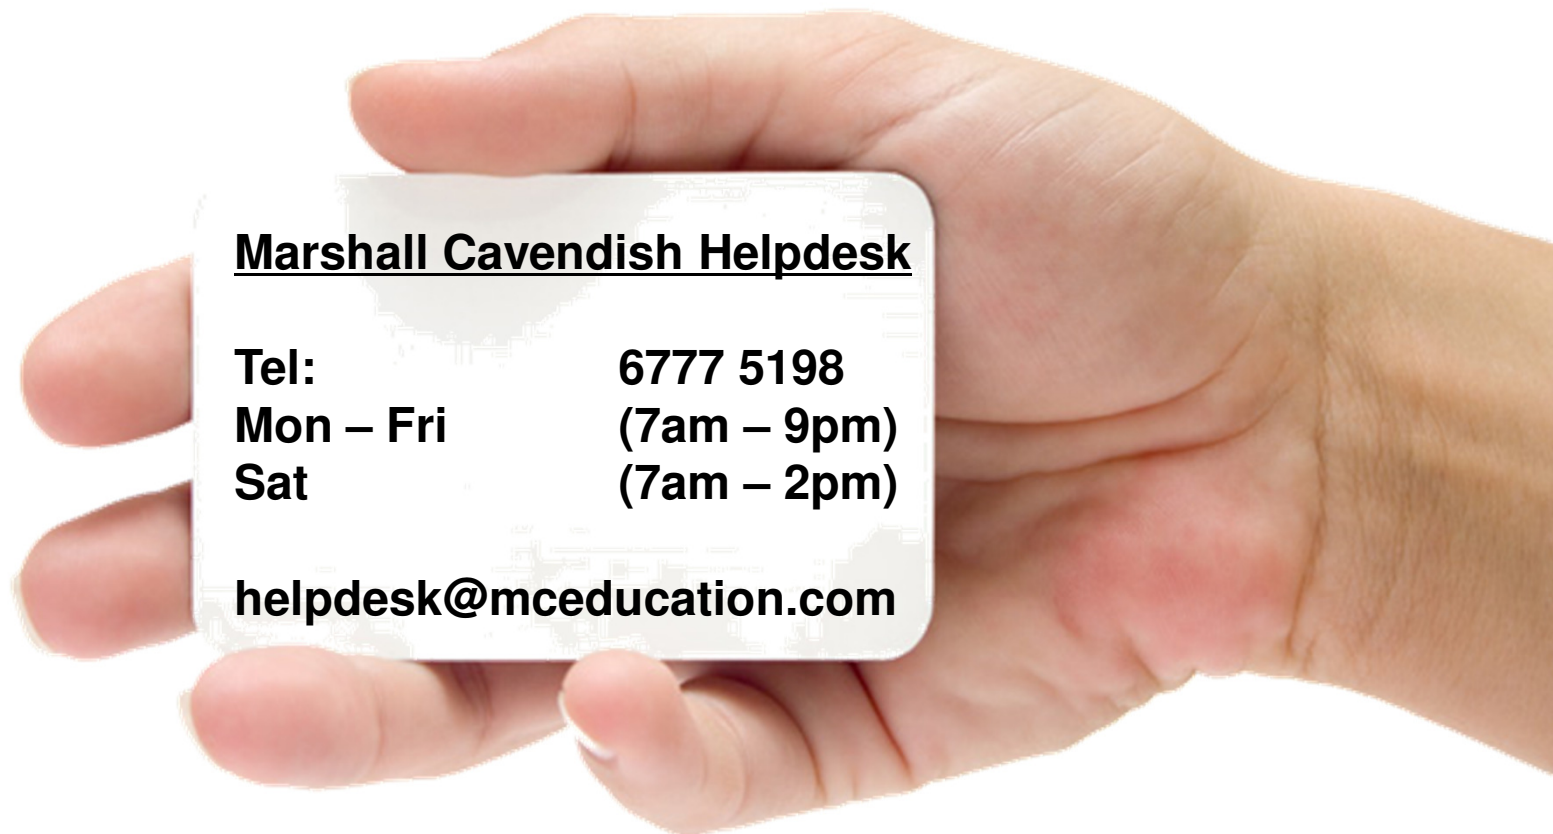 Marshall Cavendish Helpdesk
Tel: 6777 5198
Mon – Fri (7am – 9pm)
Sat (7am – 2pm)
helpdesk@mceducation.com